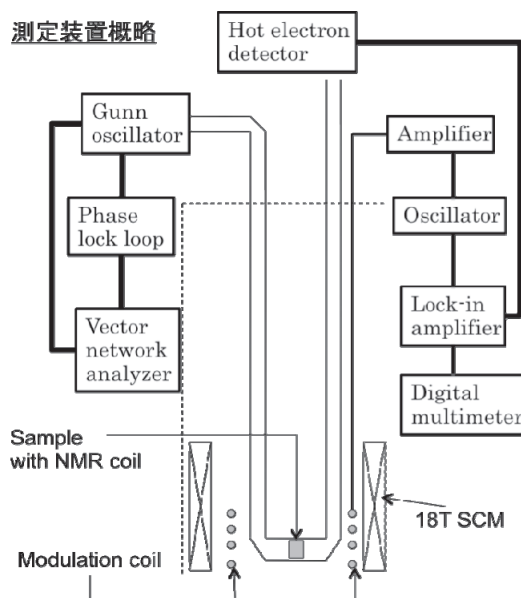 測定装置概略
Hot electron
detector
Gunn
oscillator
Amplifier
Phase
lock loop
Oscillator
Vector
network
analyzer
Lock-in
amplifier
Digital
multimeter
Sample
with NMR coil
18T SCM
Modulation coil